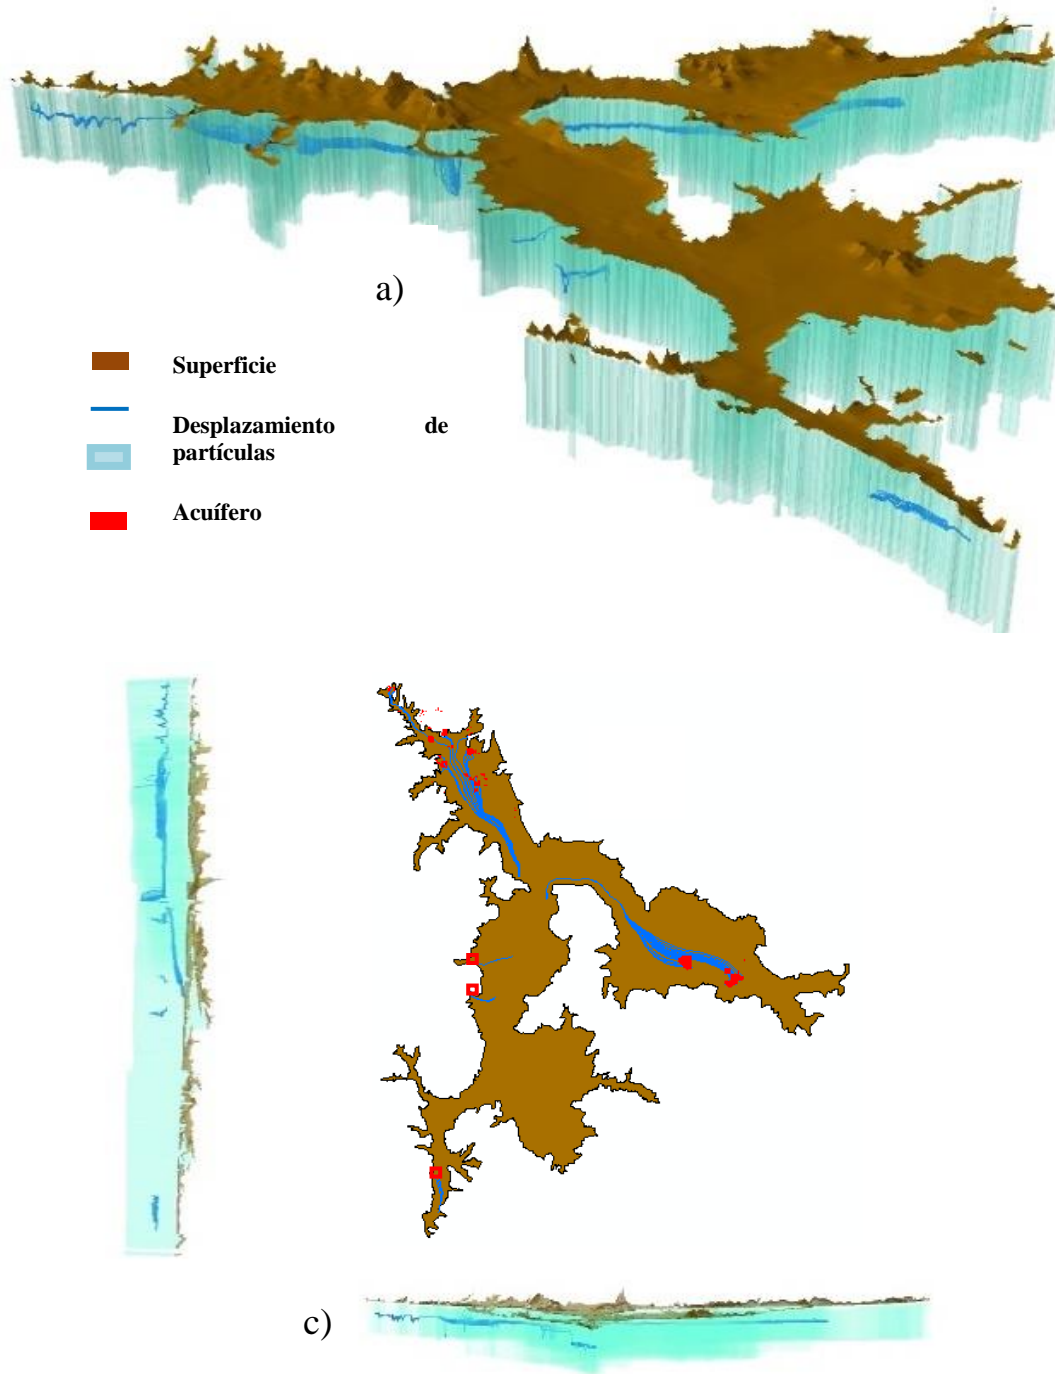 a)
Superficie
Desplazamiento de
partículas
Acuífero
c)